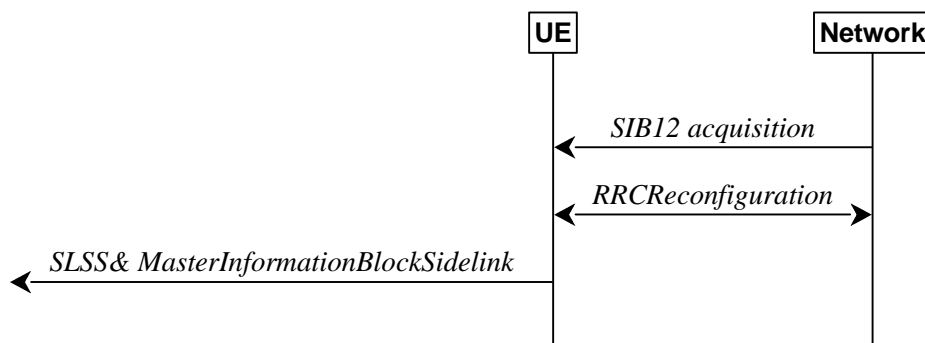 UE
Network
SIB12 acquisition
RRCReconfiguration
SLSS& MasterInformationBlockSidelink